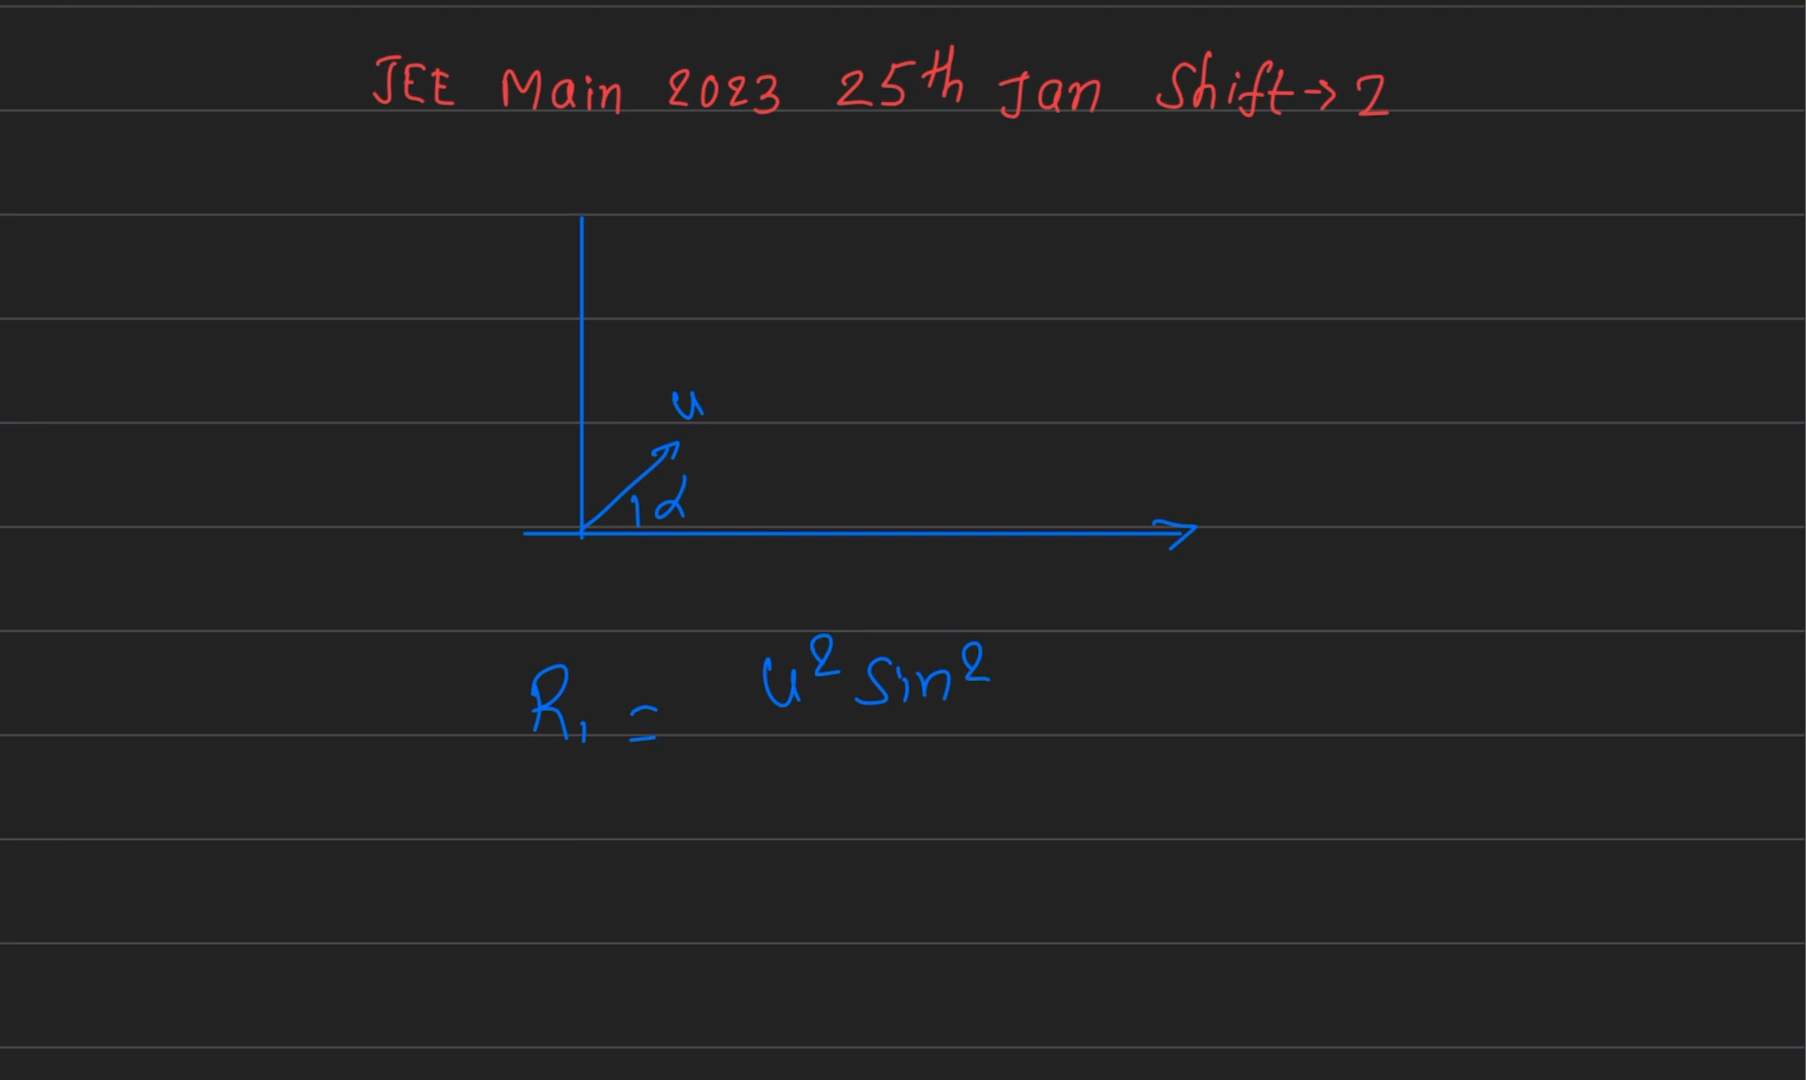 JEE Main 2023 25th Jan Shift→2
u
α
R₁ = u² sin²